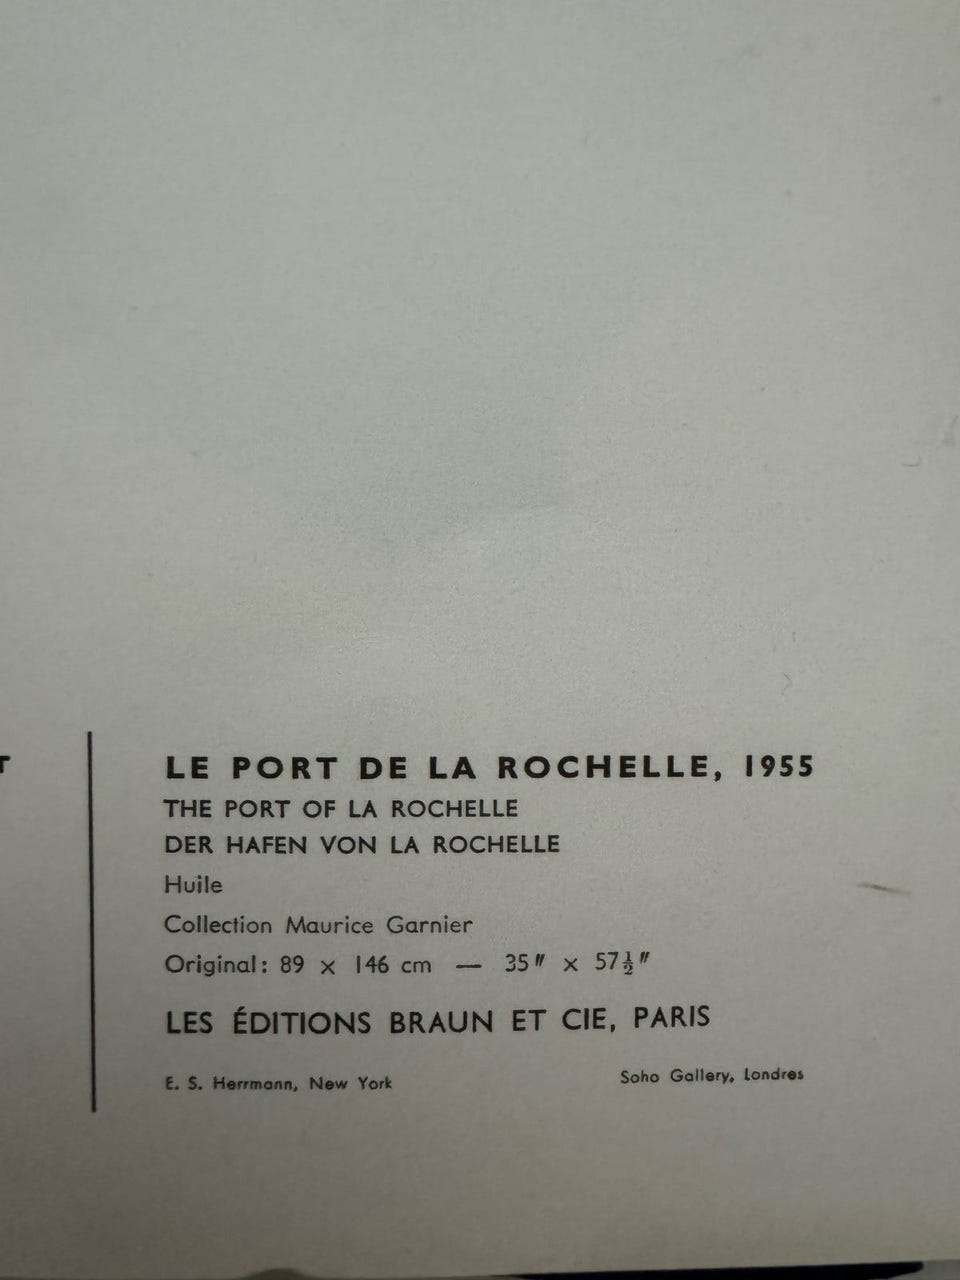 T
LE PORT DE LA ROCHELLE, 1955
THE PORT OF LA ROCHELLE
DER HAFEN VON LA ROCHELLE
Huile
Collection Maurice Garnier
Original: 89 x 146 cm — 35" x 57½"
LES ÉDITIONS BRAUN ET CIE, PARIS
E. S. Herrmann, New York
Soho Gallery, Londres